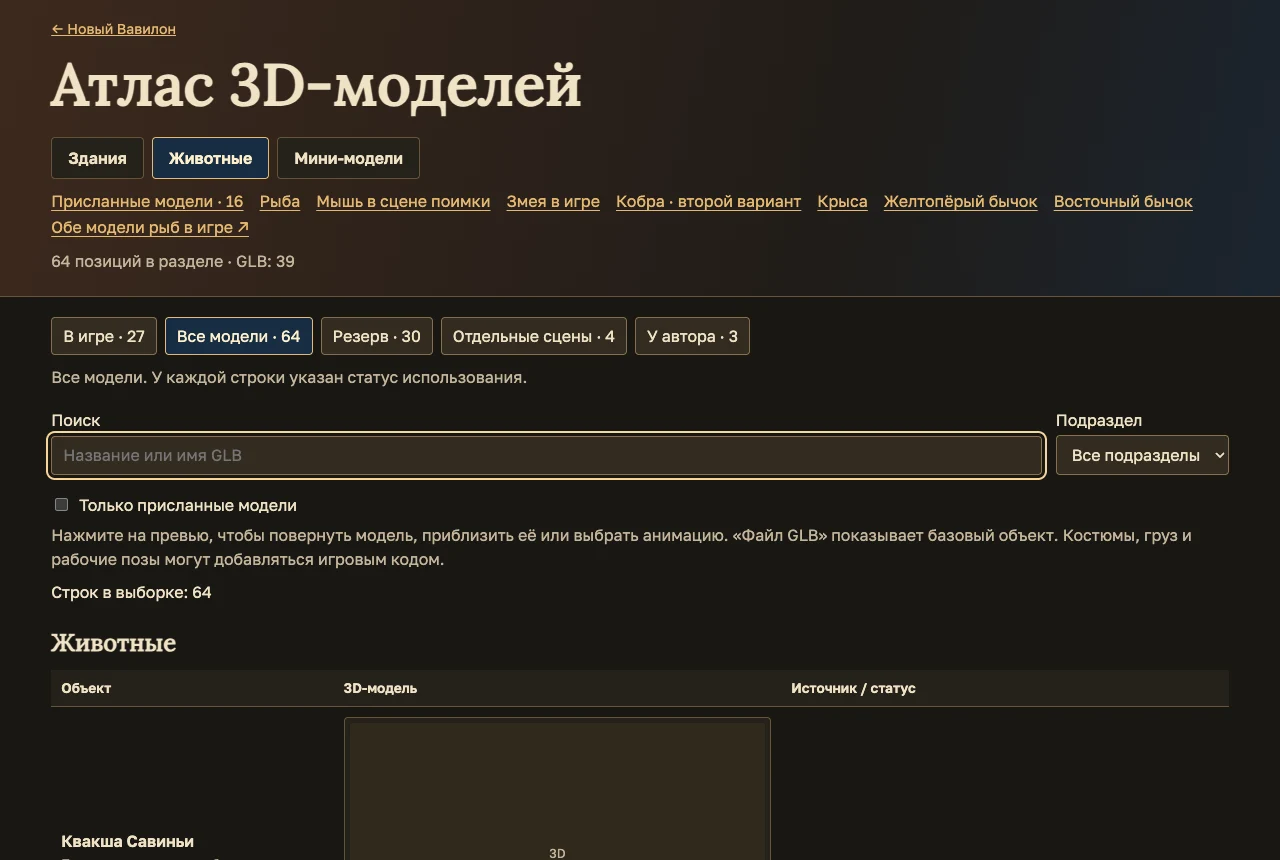 ← Новый Вавилон
Атлас 3D-моделей
Здания Животные Мини-модели
Присланные модели · 16 Рыба Мышь в сцене поимки Змея в игре Кобра · второй вариант Крыса Желтопёрый бычок Восточный бычок
Обе модели рыб в игре ↗
64 позиций в разделе · GLB: 39
В игре · 27 Все модели · 64 Резерв · 30 Отдельные сцены · 4 У автора · 3
Все модели. У каждой строки указан статус использования.
Поиск Подраздел
Название или имя GLB Все подразделы
Только присланные модели
Нажмите на превью, чтобы повернуть модель, приблизить её или выбрать анимацию. «Файл GLB» показывает базовый объект. Костюмы, груз и
рабочие позы могут добавляться игровым кодом.
Строк в выборке: 64
Животные
Объект 3D-модель Источник / статус
Квакша Савиньи
3D